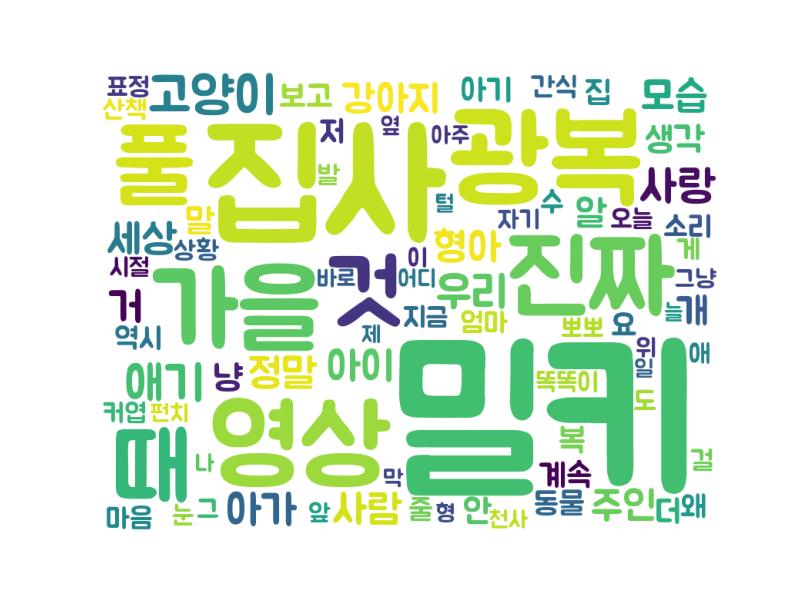 표정 고양이 보고 강아지 아기 간식 집 모습
산책 풀 집사 저 옆 아주 광복 생각
발 털 수 사랑
말 자기 알 오늘 소리
세상 상황 형아 진짜 게
시절 가을 바로 것 이 어디 우리 그냥
거 지금 늘 개
역시 제 엄마 뽀뽀 요
애기 냥 정말 아이 밀키 위 일 애
똑똑이 도
커엽 펀치 영상 복
때 나 막 계속 걸
마음 눈 그 아가 앞 사람 줄 형 안 천사 동물 주인 더 왜